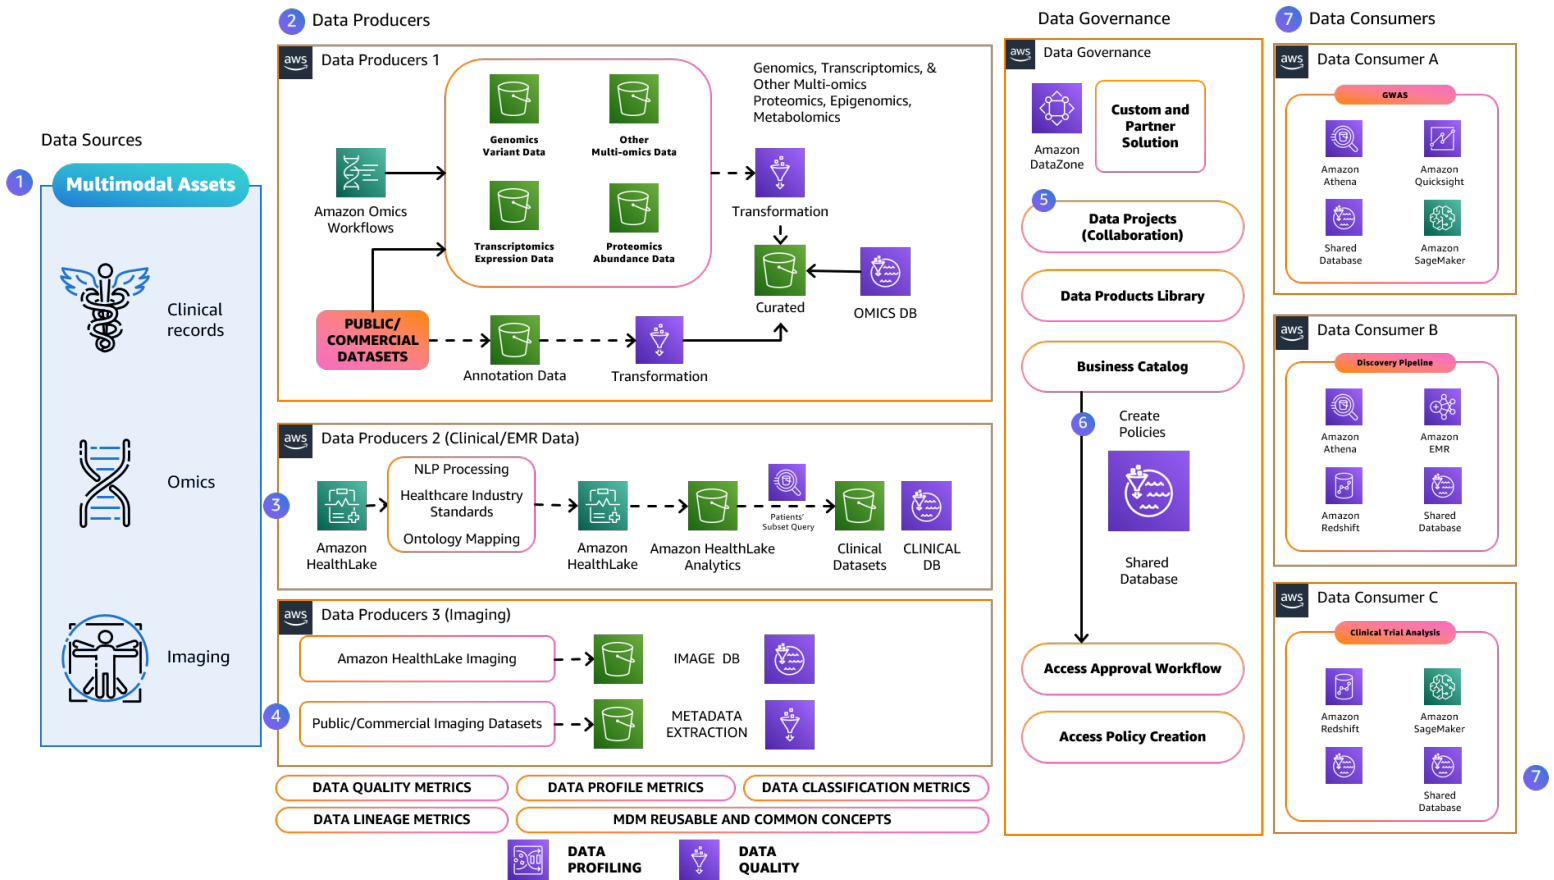 Data Sources
1
Multimodal Assets
Clinical
records
Omics
Imaging
2
Data Producers
aws
Data Producers 1
Genomics
Variant Data
Other
Multi-omics Data
Transcriptomics
Expression Data
Proteomics
Abundance Data
Amazon Omics
Workflows
Genomics, Transcriptomics, &
Other Multi-omics
Proteomics, Epigenomics,
Metabolomics
Transformation
Curated
OMICS DB
PUBLIC/
COMMERCIAL
DATASETS
Annotation Data
Transformation
aws
Data Producers 2 (Clinical/EMR Data)
3
Amazon
HealthLake
NLP Processing
Healthcare Industry
Standards
Ontology Mapping
Amazon
HealthLake
Amazon HealthLake
Analytics
Patients’
Subset Query
Clinical
Datasets
CLINICAL
DB
aws
Data Producers 3 (Imaging)
Amazon HealthLake Imaging
IMAGE DB
4
Public/Commercial Imaging Datasets
METADATA
EXTRACTION
DATA QUALITY METRICS
DATA PROFILE METRICS
DATA CLASSIFICATION METRICS
DATA LINEAGE METRICS
MDM REUSABLE AND COMMON CONCEPTS
DATA
PROFILING
DATA
QUALITY
Data Governance
aws
Data Governance
Amazon
DataZone
Custom and
Partner
Solution
5
Data Projects
(Collaboration)
Data Products Library
Business Catalog
6
Create
Policies
Shared
Database
Access Approval Workflow
Access Policy Creation
7
Data Consumers
aws
Data Consumer A
GWAS
Amazon
Athena
Amazon
Quicksight
Shared
Database
Amazon
SageMaker
aws
Data Consumer B
Discovery Pipeline
Amazon
Athena
Amazon
EMR
Amazon
Redshift
Shared
Database
aws
Data Consumer C
Clinical Trial Analysis
Amazon
Redshift
Amazon
SageMaker
Shared
Database
7